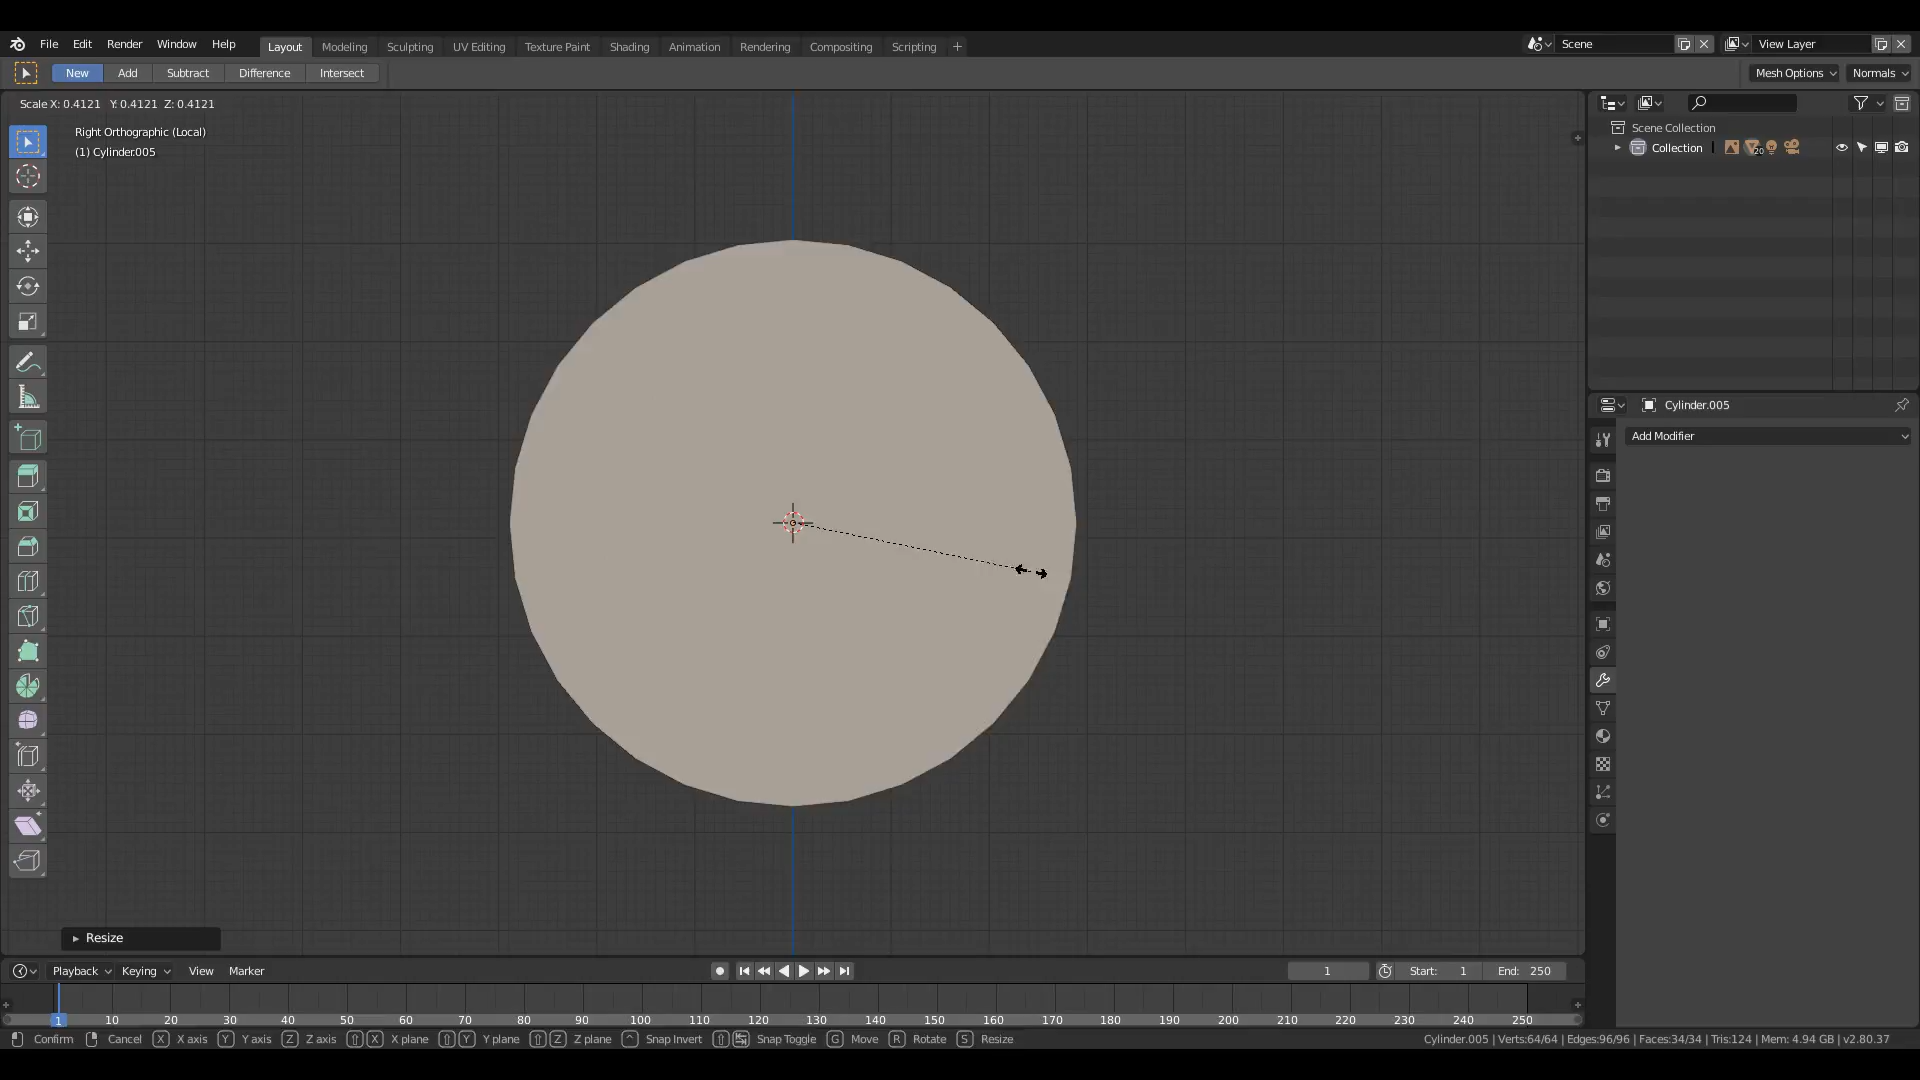 File Edit Render Window Help Layout Modeling Sculpting UV Editing Texture Paint Shading Animation Rendering Compositing Scripting + Scene View Layer
New Add Subtract Difference Intersect Mesh Options Normals
Scale X: 0.4121 Y: 0.4121 Z: 0.4121
Right Orthographic (Local)
(1) Cylinder.005
Scene Collection
Collection 20
Cylinder.005
Add Modifier
Resize
Playback Keying View Marker 1 Start: 1 End: 250
1 10 20 30 40 50 60 70 80 90 100 110 120 130 140 150 160 170 180 190 200 210 220 230 240 250
Confirm Cancel X X axis Y Y axis Z Z axis X X plane Y Y plane Z Z plane Snap Invert Snap Toggle G Move R Rotate S Resize Cylinder.005 | Verts:64/64 | Edges:96/96 | Faces:34/34 | Tris:124 | Mem: 4.94 GB | v2.80.37